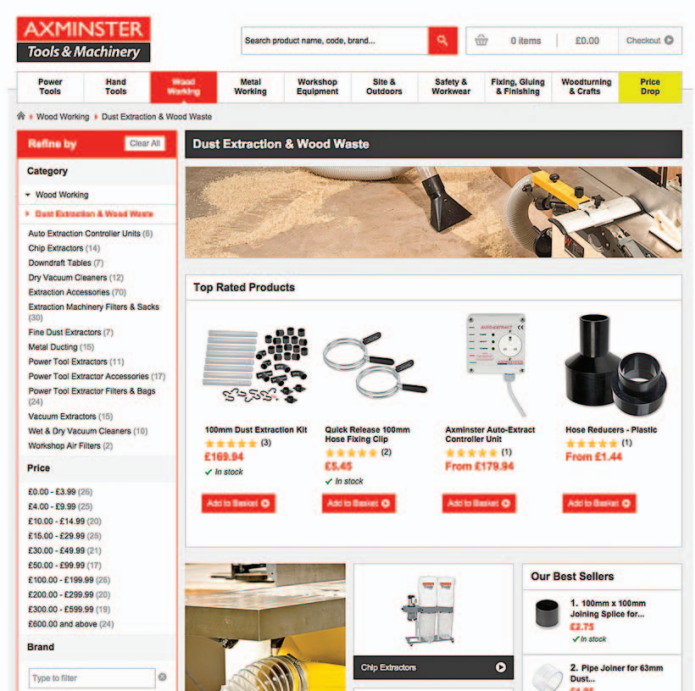 AXMINSTER
Tools & Machinery
Search product name, code, brand...
0 items
£0.00
Checkout
Power Tools
Hand Tools
Wood Working
Metal Working
Workshop Equipment
Site & Outdoors
Safety & Workwear
Fixing, Gluing & Finishing
Woodturning & Crafts
Price Drop
Wood Working
Dust Extraction & Wood Waste
Refine by
Clear All
Category
Wood Working
Dust Extraction & Wood Waste
Auto Extraction Controller Units (6)
Chip Extractors (14)
Downdraft Tables (7)
Dry Vacuum Cleaners (12)
Extraction Accessories (70)
Extraction Machinery Filters & Sacks
(30)
Fine Dust Extractors (7)
Metal Ducting (15)
Power Tool Extractors (11)
Power Tool Extractor Accessories (17)
Power Tool Extractor Filters & Bags
(24)
Vacuum Extractors (15)
Wet & Dry Vacuum Cleaners (10)
Workshop Air Filters (2)
Price
£0.00 - £3.99 (26)
£4.00 - £9.99 (25)
£10.00 - £14.99 (20)
£15.00 - £29.99 (25)
£30.00 - £49.99 (21)
£50.00 - £99.99 (17)
£100.00 - £199.99 (26)
£200.00 - £299.99 (20)
£300.00 - £599.99 (19)
£600.00 and above (24)
Brand
Type to filter
Dust Extraction & Wood Waste
Top Rated Products
100mm Dust Extraction Kit
(3)
£169.94
In stock
Add to Basket
Quick Release 100mm
Hose Fixing Clip
(2)
£5.45
In stock
Add to Basket
AXMINSTER
Axminster Auto-Extract
Controller Unit
(1)
From £179.94
Add to Basket
Hose Reducers - Plastic
(1)
From £1.44
Add to Basket
Chip Extractors
Our Best Sellers
1. 100mm x 100mm
Joining Splice for...
£2.75
In stock
2. Pipe Joiner for 63mm
Dust...